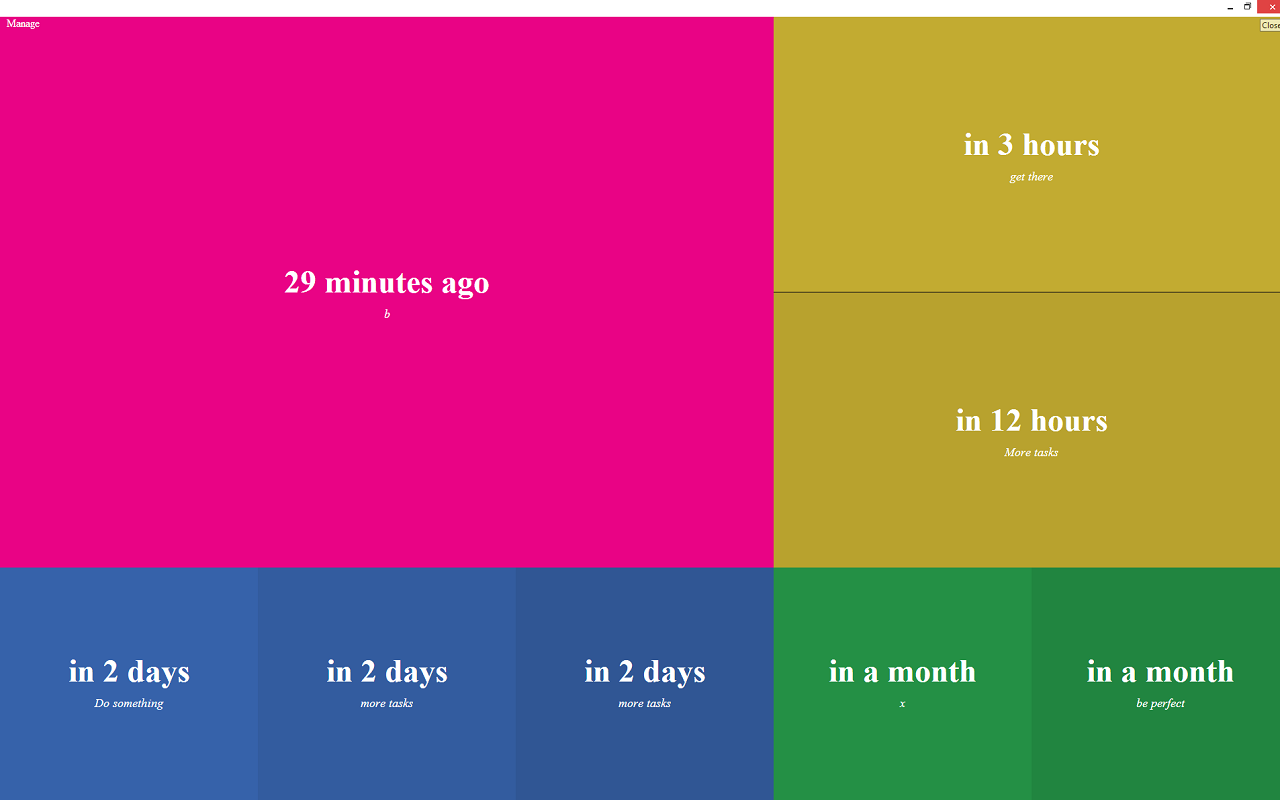 Manage
Close
29 minutes ago
b
in 3 hours
get there
in 12 hours
More tasks
in 2 days
Do something
in 2 days
more tasks
in 2 days
more tasks
in a month
x
in a month
be perfect